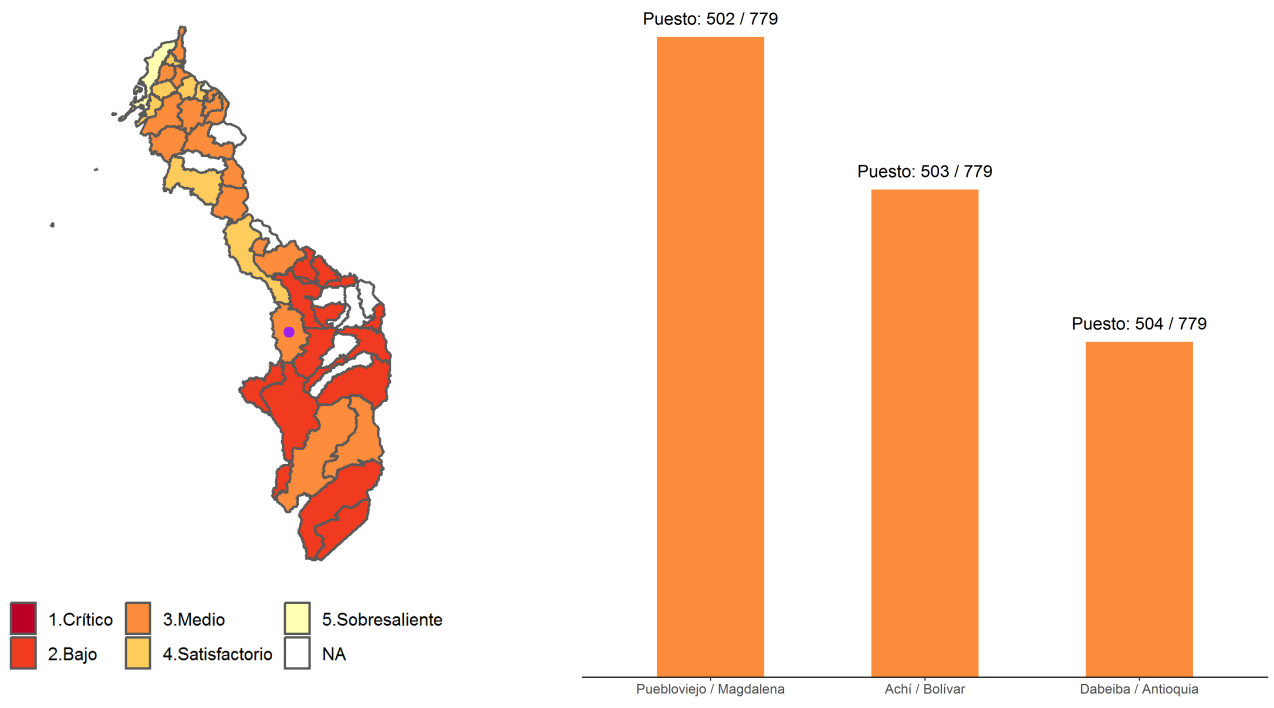 Puesto: 502 / 779
Puesto: 503 / 779
Puesto: 504 / 779
Puebloviejo / Magdalena
Achí / Bolívar
Dabeiba / Antioquia
1.Crítico
3.Medio
5.Sobresaliente
2.Bajo
4.Satisfactorio
NA